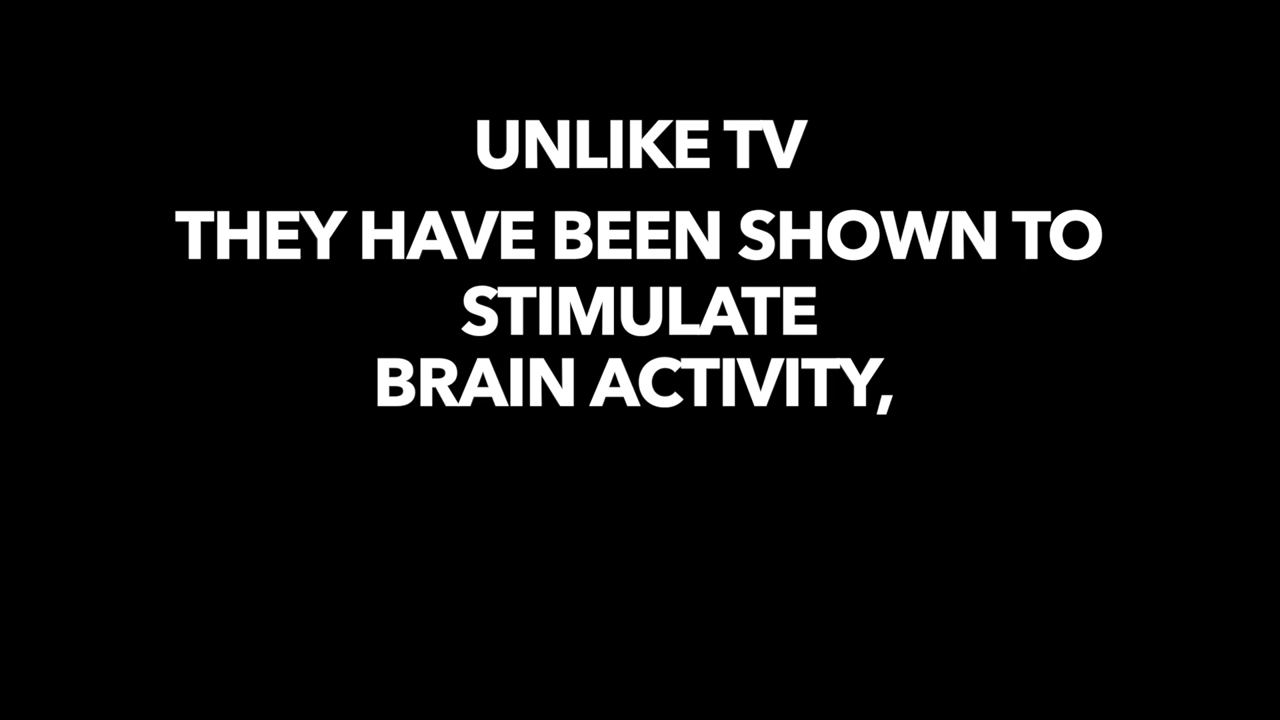 UNLIKE TV
THEY HAVE BEEN SHOWN TO
STIMULATE
BRAIN ACTIVITY,